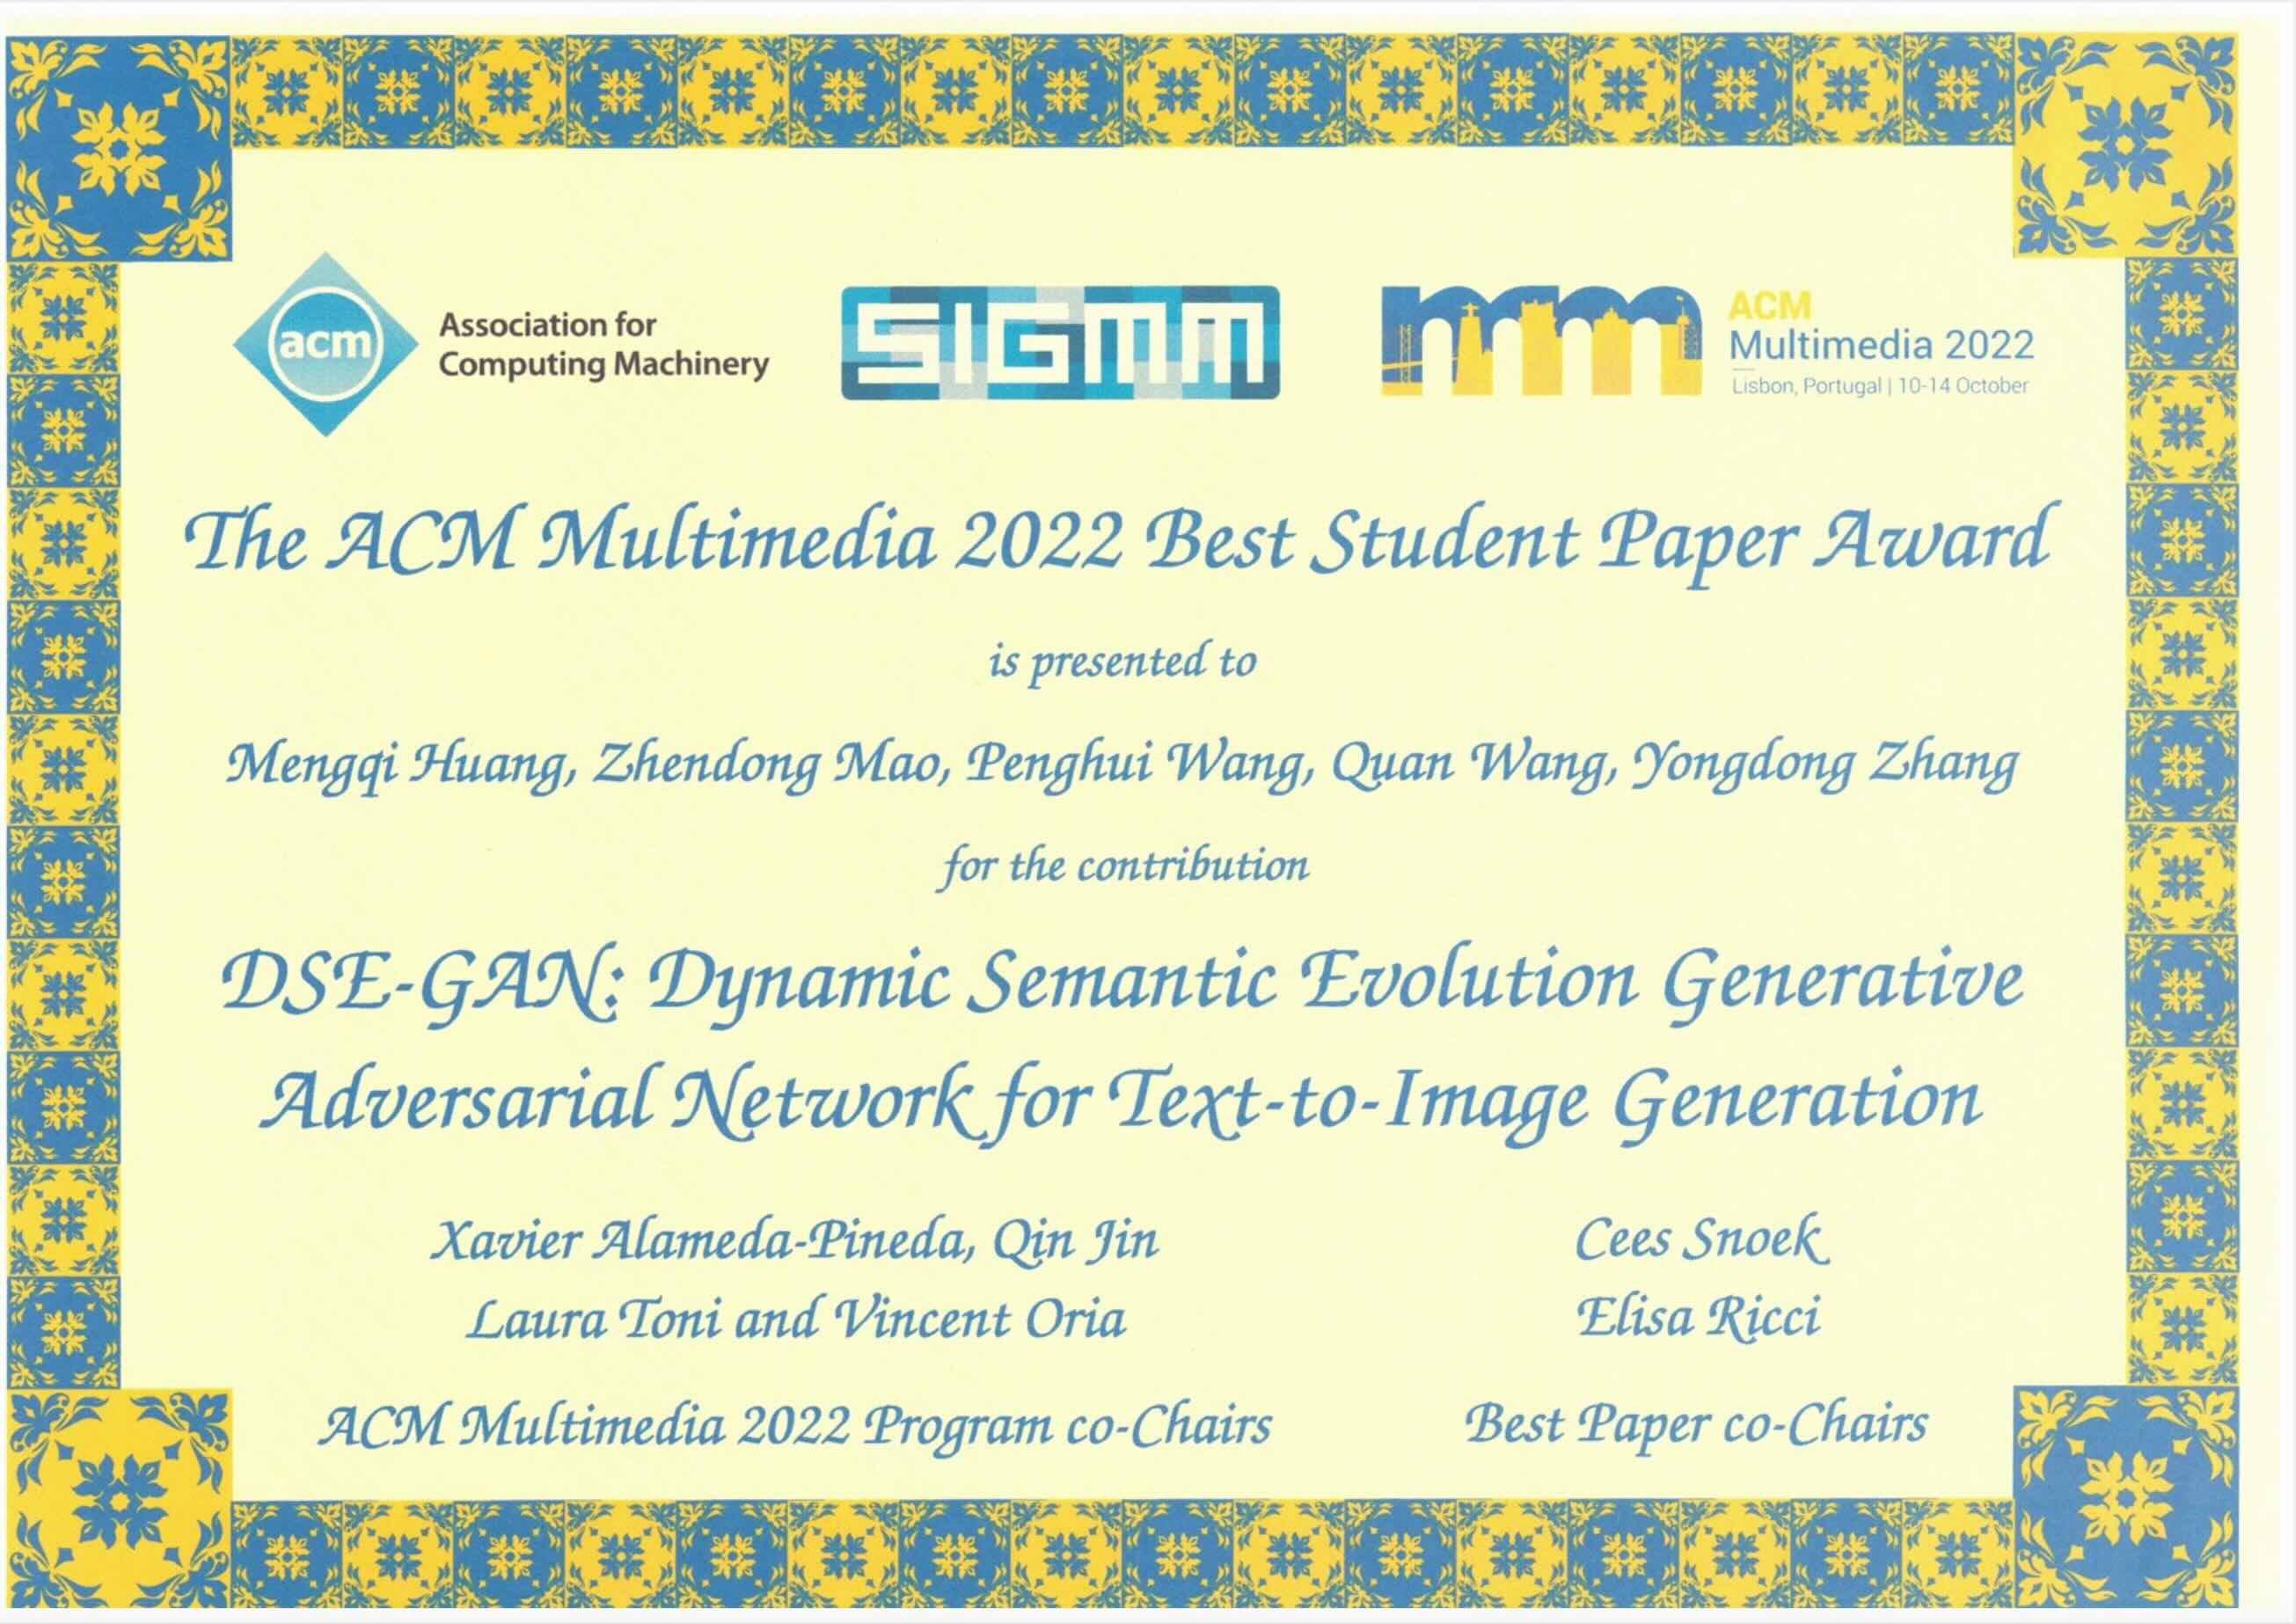 acm
Association for
Computing Machinery
SIGMM
mm
ACM
Multimedia 2022
Lisbon, Portugal | 10-14 October
The ACM Multimedia 2022 Best Student Paper Award
is presented to
Mengqi Huang, Zhendong Mao, Penghui Wang, Quan Wang, Yongdong Zhang
for the contribution
DSE-GAN: Dynamic Semantic Evolution Generative
Adversarial Network for Text-to-Image Generation
Xavier Alameda-Pineda, Qin Jin
Laura Toni and Vincent Oria
ACM Multimedia 2022 Program co-Chairs
Cees Snoek
Elisa Ricci
Best Paper co-Chairs